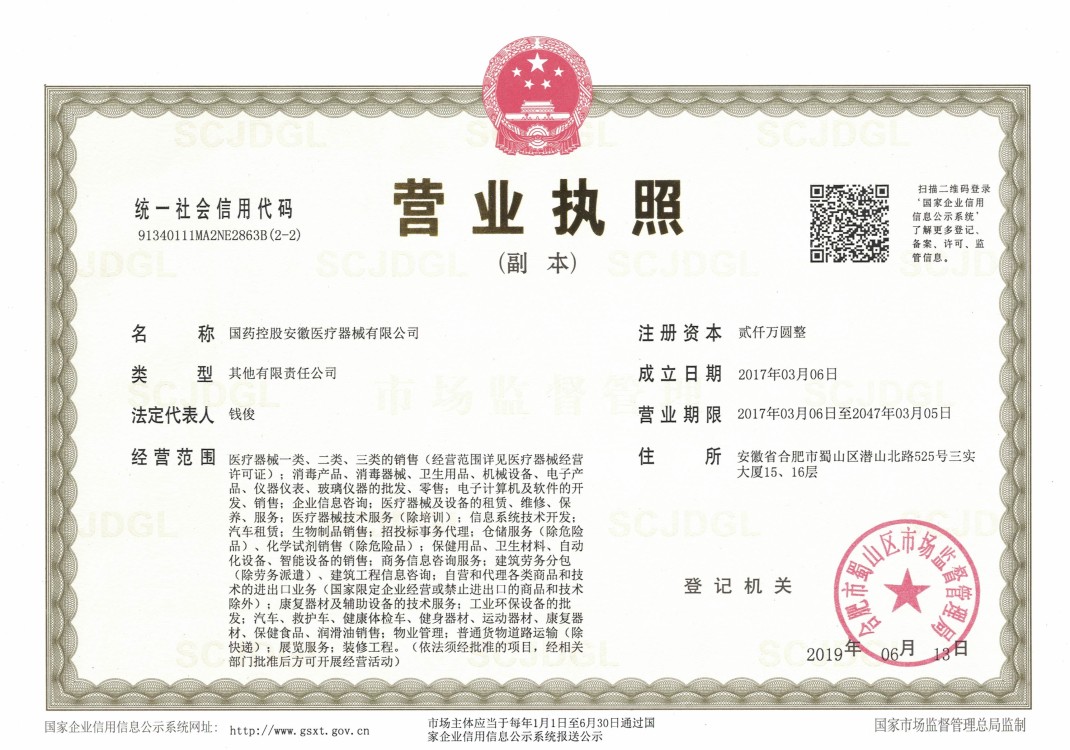 营业执照
（副 本）
统一社会信用代码
91340111MA2NE2863B(2-2)
扫描二维码登录
‘国家企业信用
信息公示系统’
了解更多登记、
备案、许可、监
管信息。
名称 国药控股安徽医疗器械有限公司
类型 其他有限责任公司
法定代表人 钱俊
经营范围 医疗器械一类、二类、三类的销售（经营范围详见医疗器械经营
许可证）；消毒产品、消毒器械、卫生用品、机械设备、电子产
品、仪器仪表、玻璃仪器的批发、零售；电子计算机及软件的开
发、销售；企业信息咨询；医疗器械及设备的租赁、维修、保
养、服务；医疗器械技术服务（除培训）；信息系统技术开发；
汽车租赁；生物制品销售；招投标事务代理；仓储服务（除危险
品）、化学试剂销售（除危险品）；保健用品、卫生材料、自动
化设备、智能设备的销售；商务信息咨询服务；建筑劳务分包
（除劳务派遣）、建筑工程信息咨询；自营和代理各类商品和技
术的进出口业务（国家限定企业经营或禁止进出口的商品和技术
除外）；康复器材及辅助设备的技术服务；工业环保设备的批
发；汽车、救护车、健康体检车、健身器材、运动器材、康复器
材、保健食品、润滑油销售；物业管理；普通货物道路运输（除
快递）；展览服务；装修工程。（依法须经批准的项目，经相关
部门批准后方可开展经营活动）
注册资本 贰仟万圆整
成立日期 2017年03月06日
营业期限 2017年03月06日至2047年03月05日
住所 安徽省合肥市蜀山区潜山北路525号三实
大厦15、16层
登记机关
合肥市蜀山区市场监督管理局
2019年 06月 13日
国家企业信用信息公示系统网址： http://www.gsxt.gov.cn
市场主体应当于每年1月1日至6月30日通过国
家企业信用信息公示系统报送公示
国家市场监督管理总局监制
SCJDGL
市场监督管理